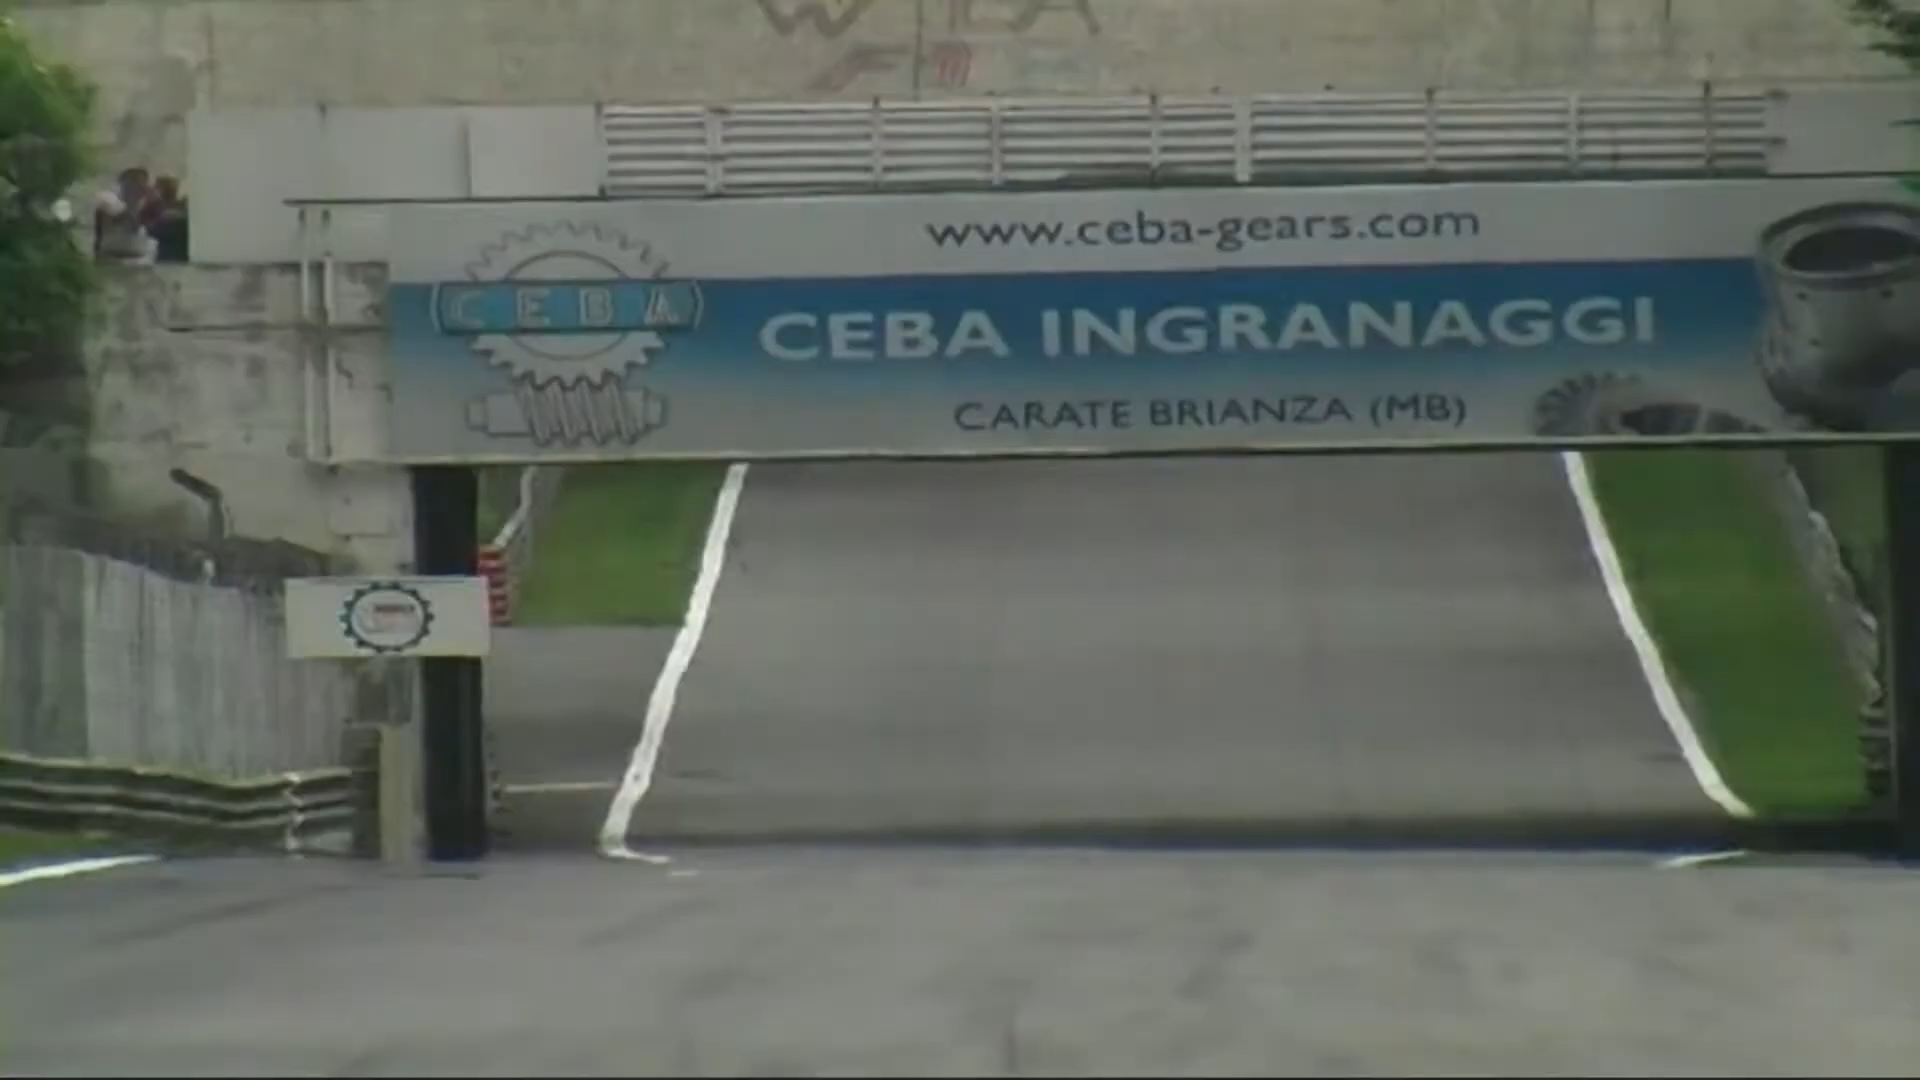 www.ceba-gears.com
CEBA
CEBA INGRANAGGI
CARATE BRIANZA (MB)